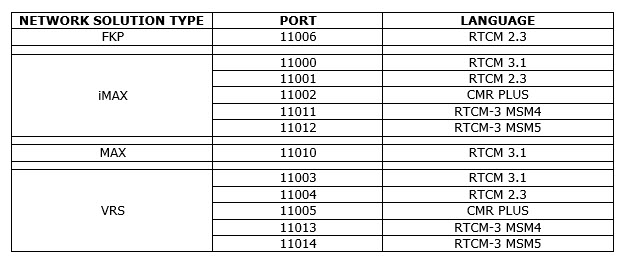 NETWORK SOLUTION TYPE PORT LANGUAGE
FKP 11006 RTCM 2.3
iMAX 11000 RTCM 3.1
11001 RTCM 2.3
11002 CMR PLUS
11011 RTCM-3 MSM4
11012 RTCM-3 MSM5
MAX 11010 RTCM 3.1
VRS 11003 RTCM 3.1
11004 RTCM 2.3
11005 CMR PLUS
11013 RTCM-3 MSM4
11014 RTCM-3 MSM5